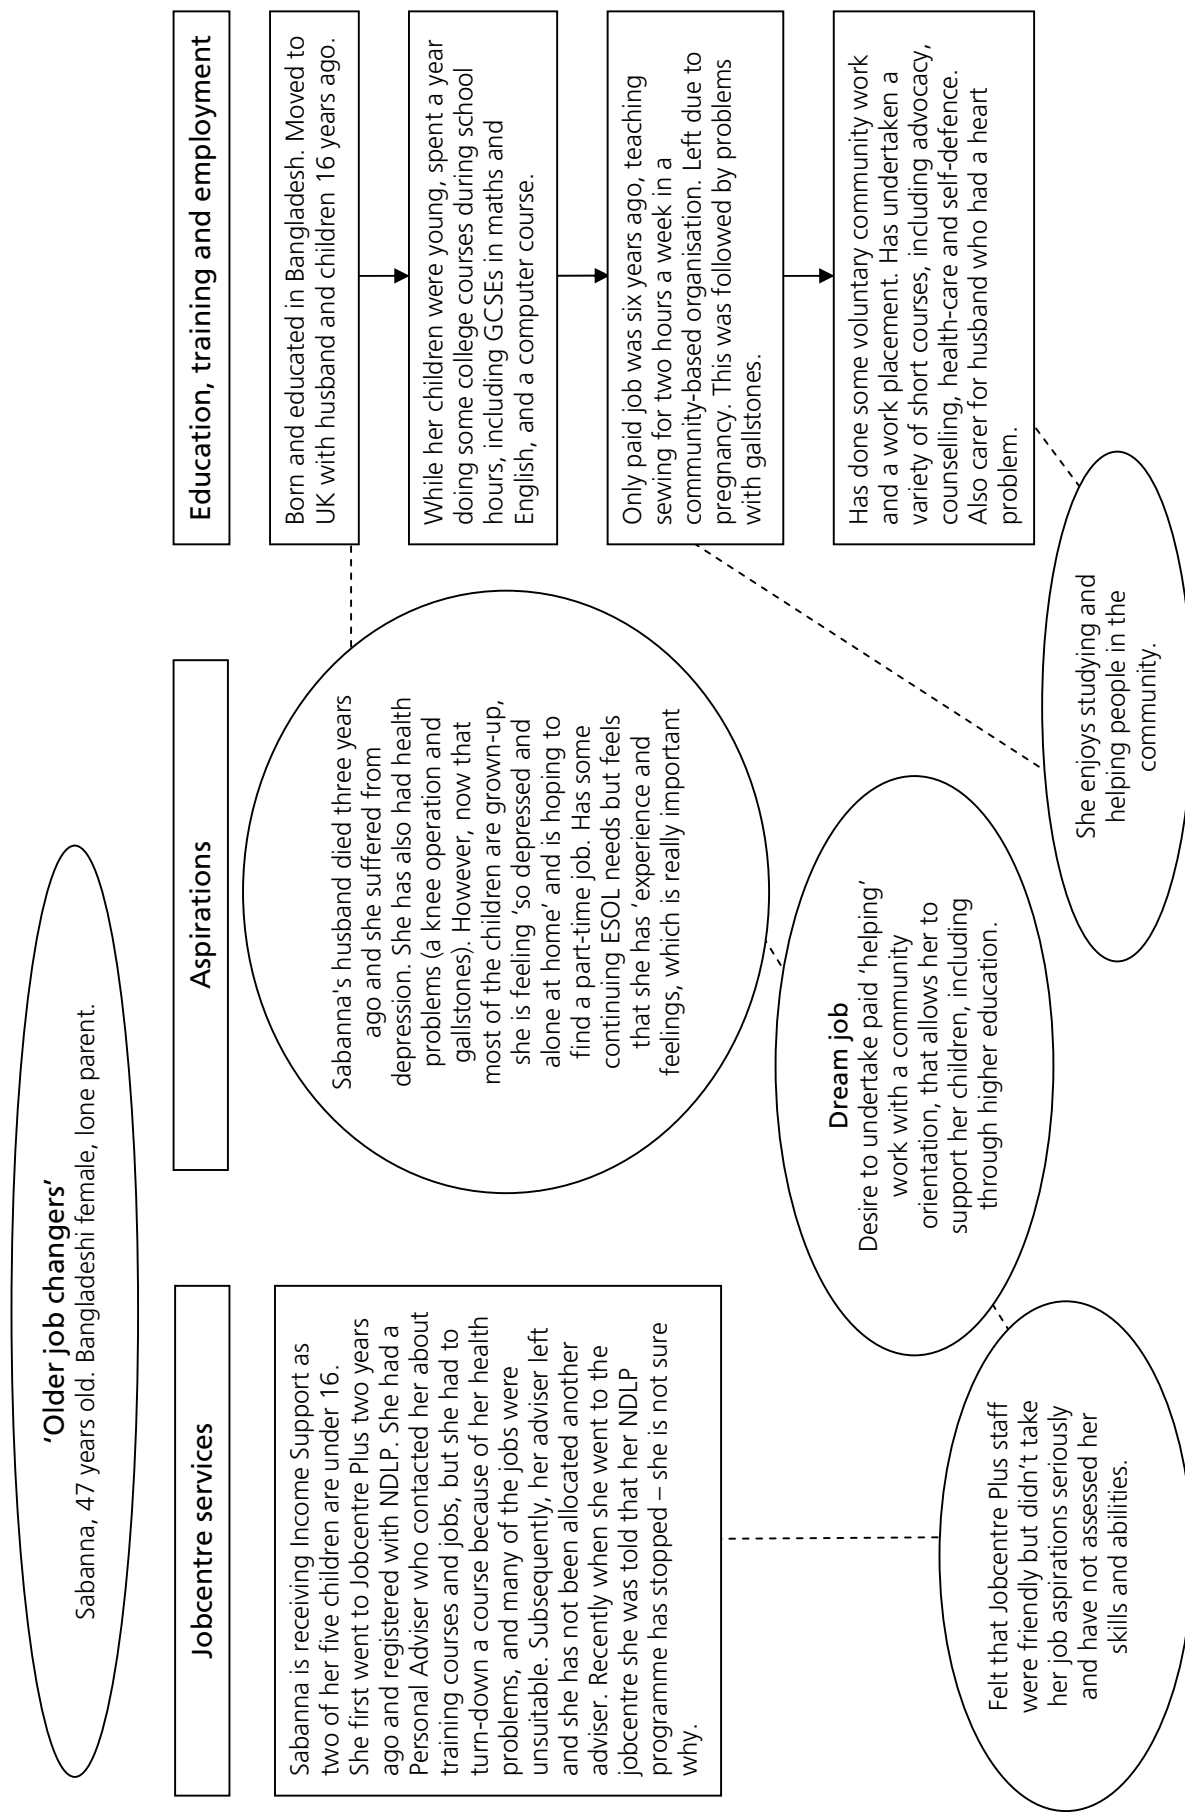 'Older job changers'
Sabanna, 47 years old. Bangladeshi female, lone parent.
Jobcentre services
Sabanna is receiving Income Support as
two of her five children are under 16.
She first went to Jobcentre Plus two years
ago and registered with NDLP. She had a
Personal Adviser who contacted her about
training courses and jobs, but she had to
turn-down a course because of her health
problems, and many of the jobs were
unsuitable. Subsequently, her adviser left
and she has not been allocated another
adviser. Recently when she went to the
jobcentre she was told that her NDLP
programme has stopped – she is not sure
why.
Felt that Jobcentre Plus staff
were friendly but didn't take
her job aspirations seriously
and have not assessed her
skills and abilities.
Aspirations
Sabanna's husband died three years
ago and she suffered from
depression. She has also had health
problems (a knee operation and
gallstones). However, now that
most of the children are grown-up,
she is feeling 'so depressed and
alone at home' and is hoping to
find a part-time job. Has some
continuing ESOL needs but feels
that she has 'experience and
feelings, which is really important
Dream job
Desire to undertake paid 'helping'
work with a community
orientation, that allows her to
support her children, including
through higher education.
Education, training and employment
Born and educated in Bangladesh. Moved to
UK with husband and children 16 years ago.
While her children were young, spent a year
doing some college courses during school
hours, including GCSEs in maths and
English, and a computer course.
Only paid job was six years ago, teaching
sewing for two hours a week in a
community-based organisation. Left due to
pregnancy. This was followed by problems
with gallstones.
Has done some voluntary community work
and a work placement. Has undertaken a
variety of short courses, including advocacy,
counselling, health-care and self-defence.
Also carer for husband who had a heart
problem.
She enjoys studying and
helping people in the
community.